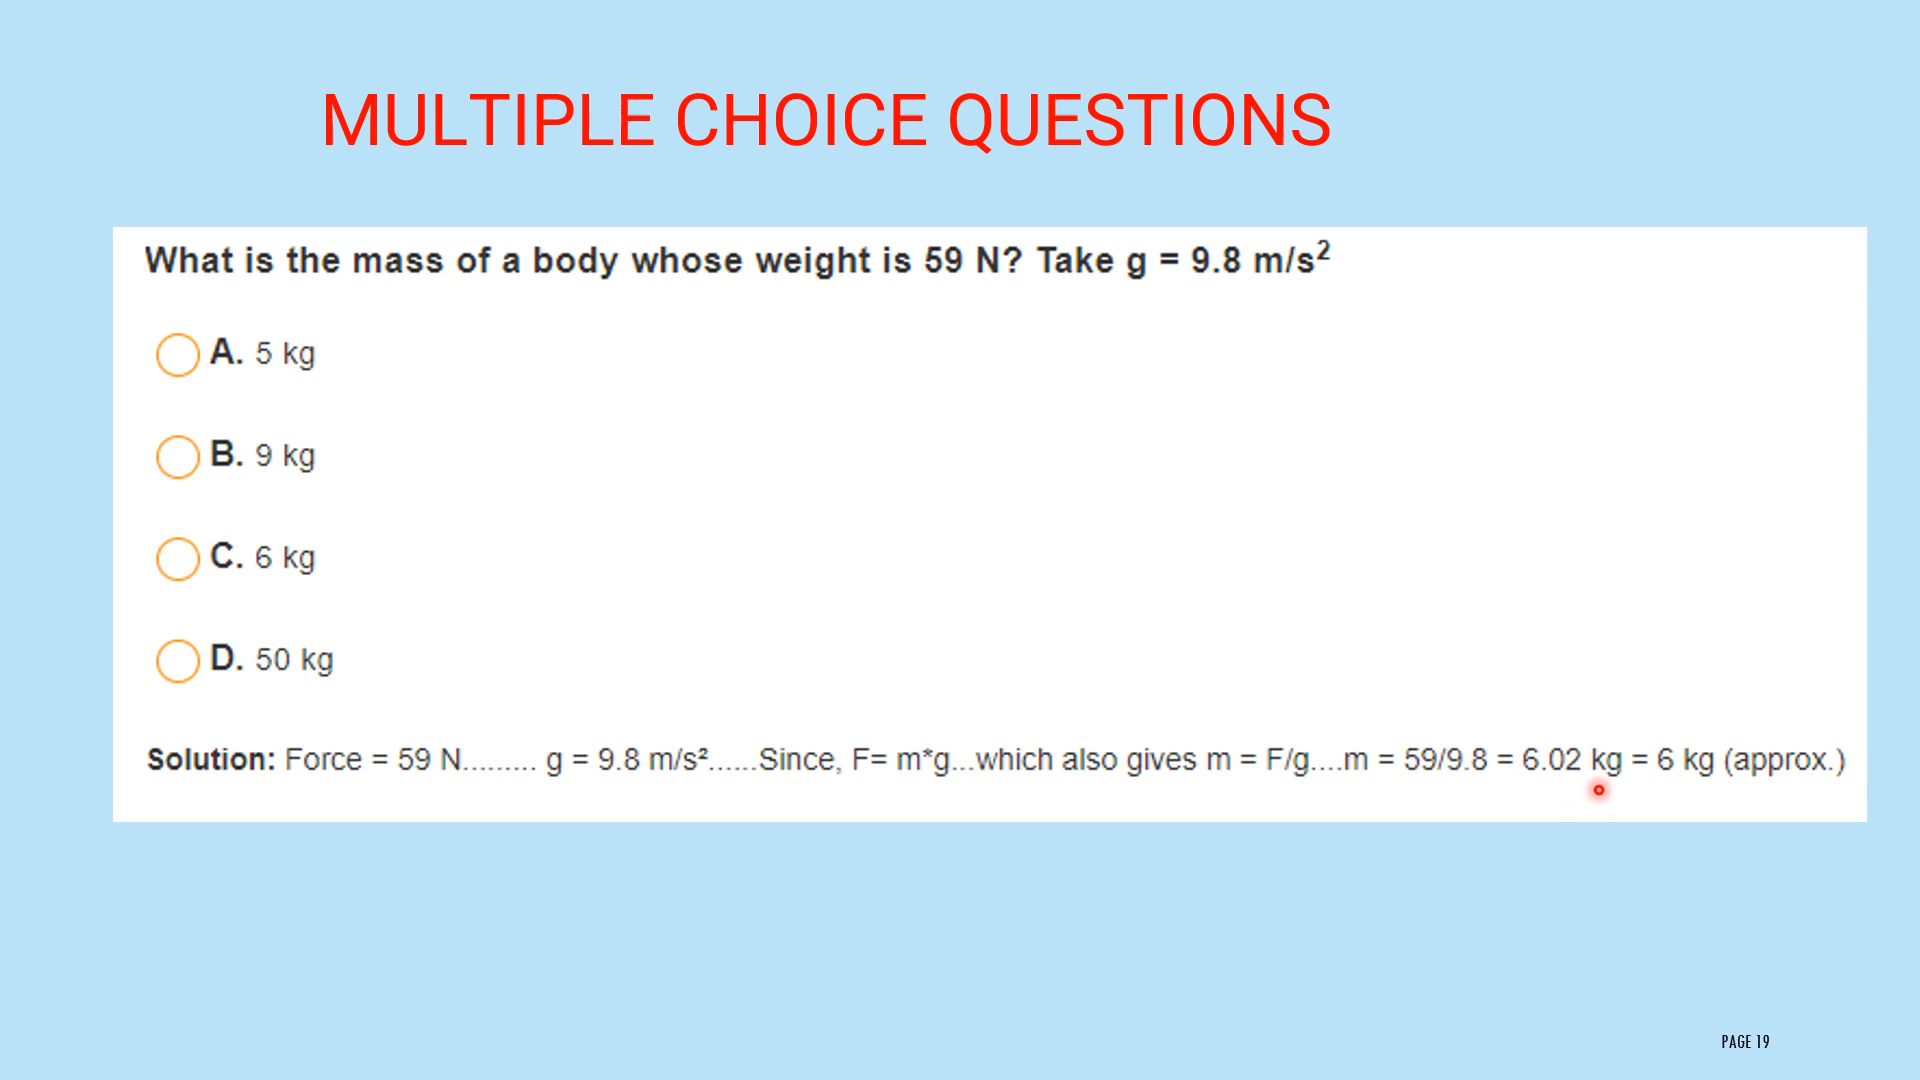 MULTIPLE CHOICE QUESTIONS
What is the mass of a body whose weight is 59 N? Take g = 9.8 m/s²
A. 5 kg
B. 9 kg
C. 6 kg
D. 50 kg
Solution: Force = 59 N......... g = 9.8 m/s²......Since, F= m*g...which also gives m = F/g....m = 59/9.8 = 6.02 kg = 6 kg (approx.)
PAGE 19